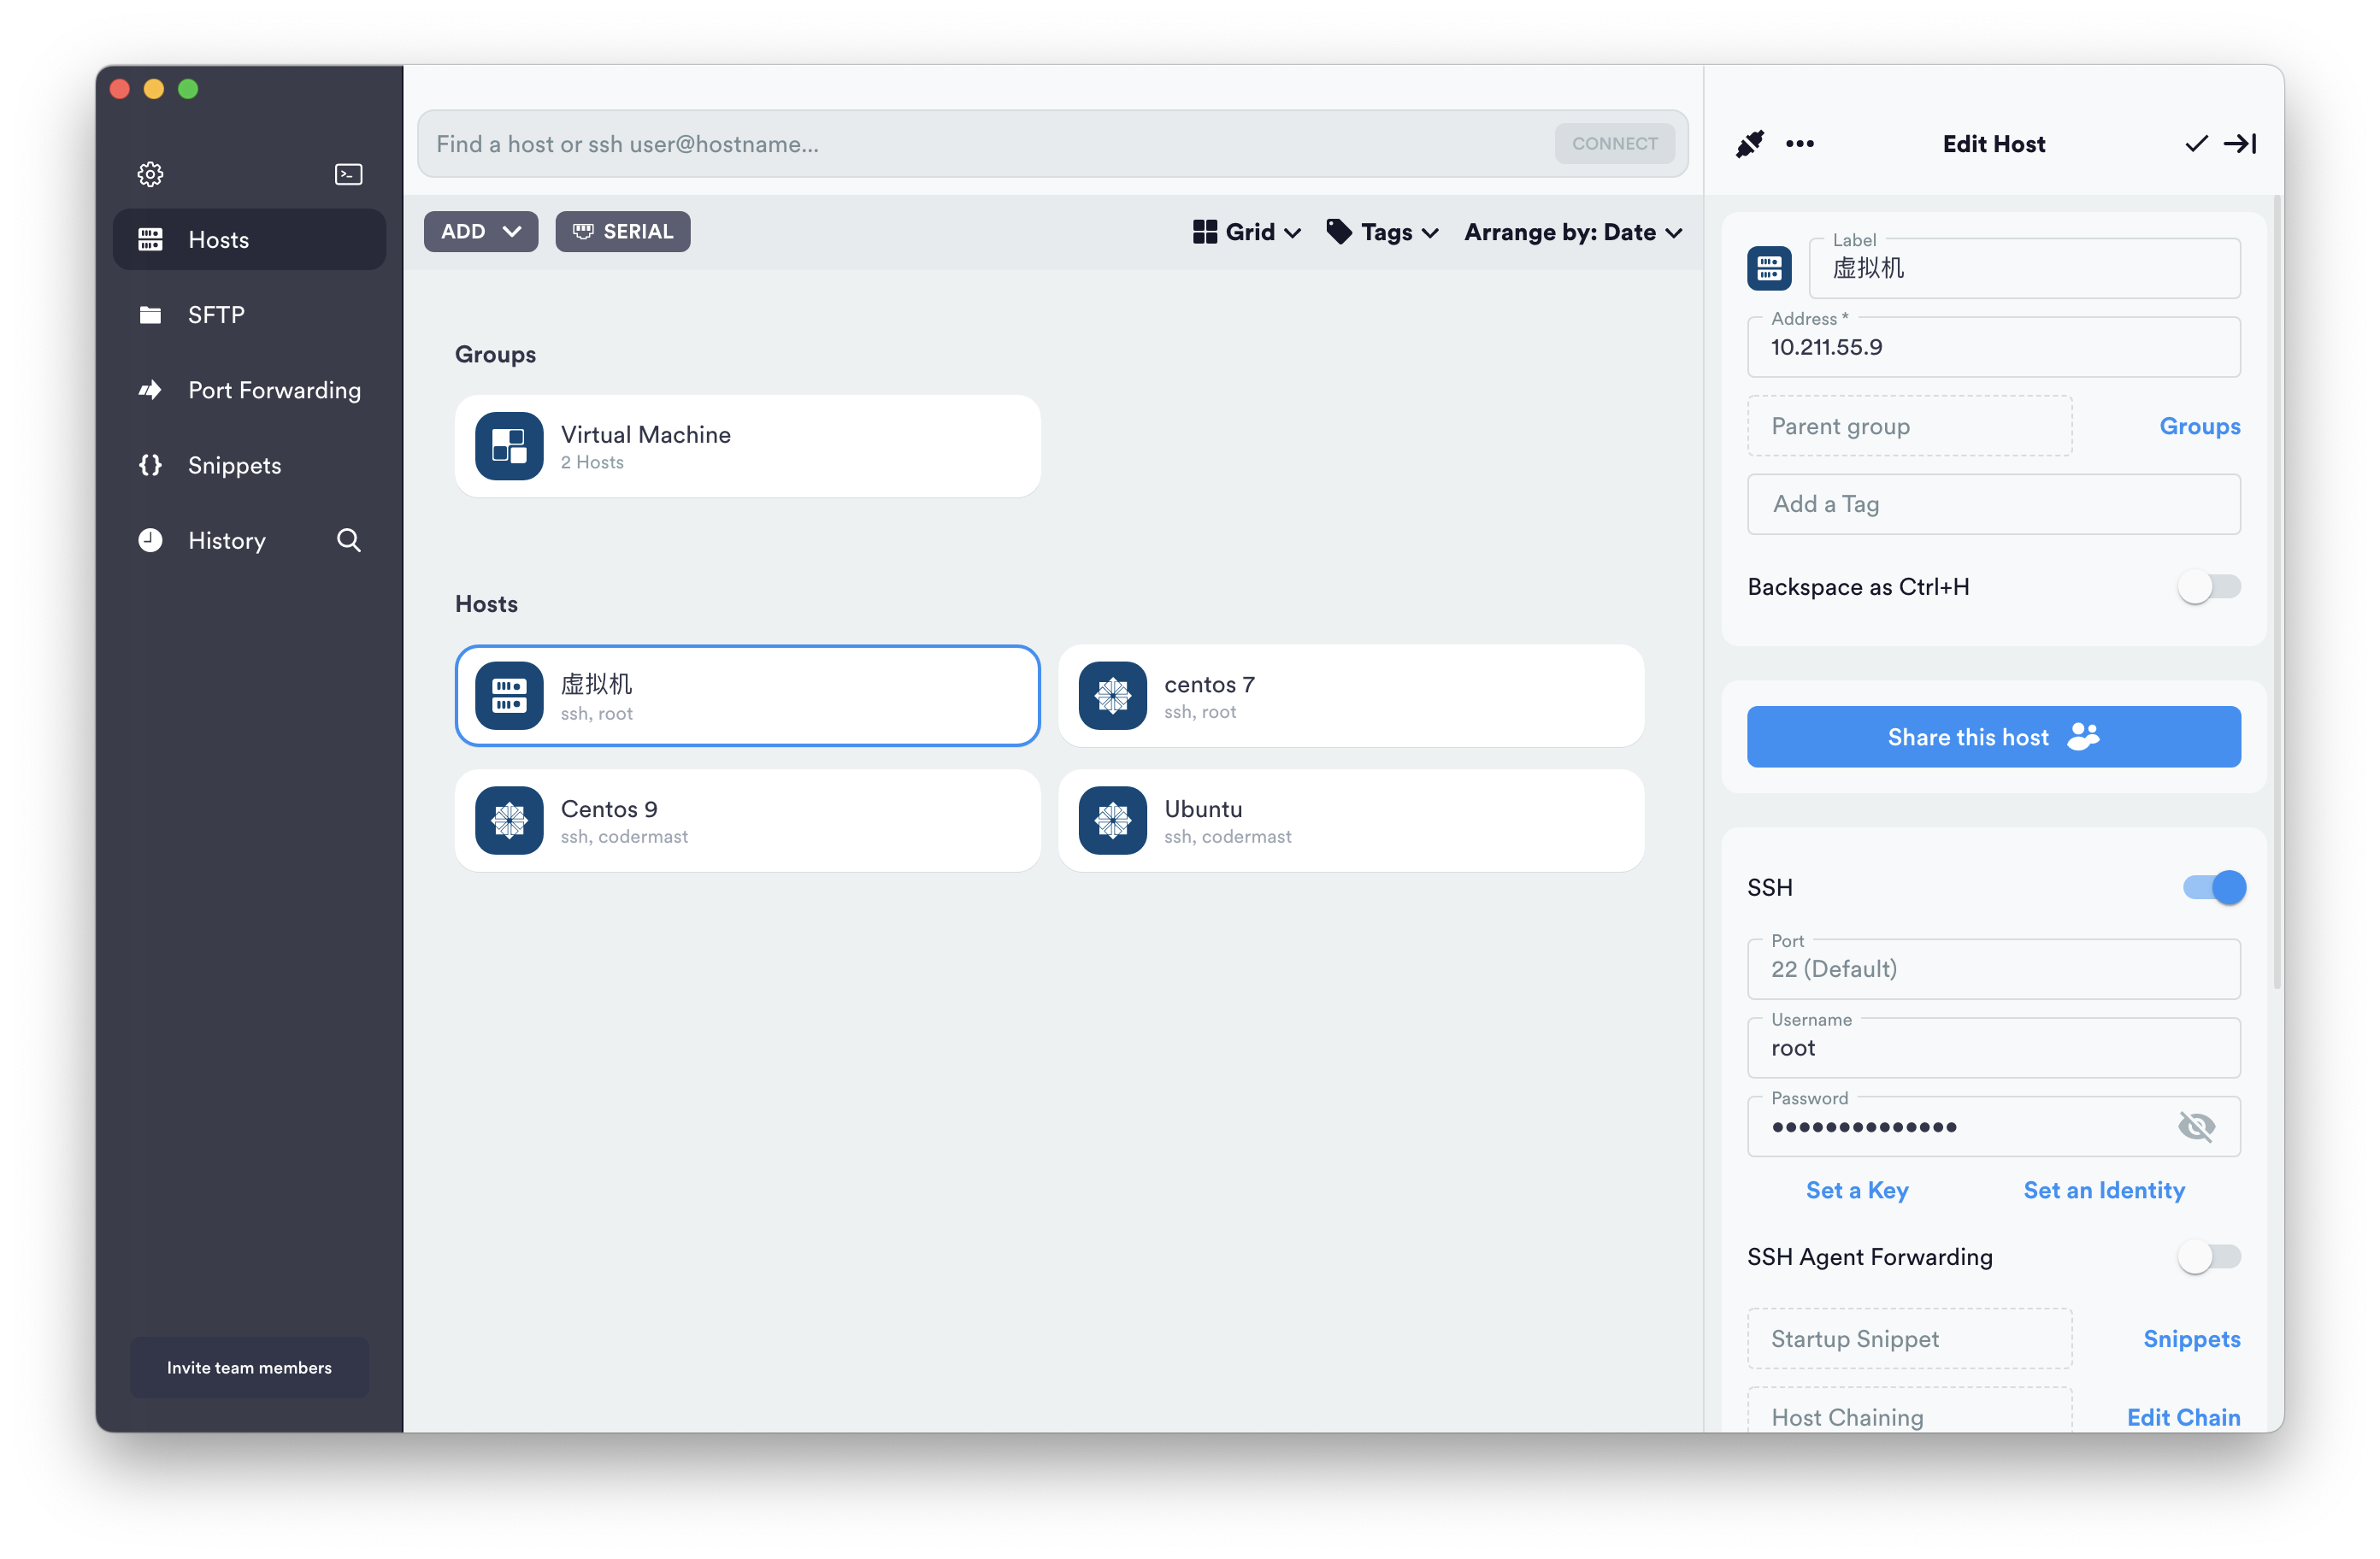 Hosts
SFTP
Port Forwarding
Snippets
History
Invite team members
Find a host or ssh user@hostname...
CONNECT
ADD
SERIAL
Grid
Tags
Arrange by: Date
Groups
Virtual Machine
2 Hosts
Hosts
虚拟机
ssh, root
centos 7
ssh, root
Centos 9
ssh, codermast
Ubuntu
ssh, codermast
Edit Host
Label
虚拟机
Address *
10.211.55.9
Parent group
Groups
Add a Tag
Backspace as Ctrl+H
Share this host
SSH
Port
22 (Default)
Username
root
Password
••••••••••••••
Set a Key
Set an Identity
SSH Agent Forwarding
Startup Snippet
Snippets
Host Chaining
Edit Chain